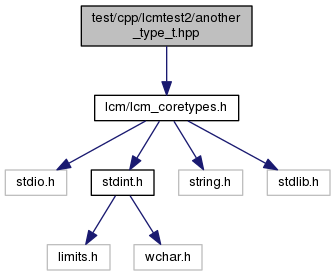 test/cpp/lcmtest2/another
_type_t.hpp
lcm/lcm_coretypes.h
stdio.h
stdint.h
string.h
stdlib.h
limits.h
wchar.h